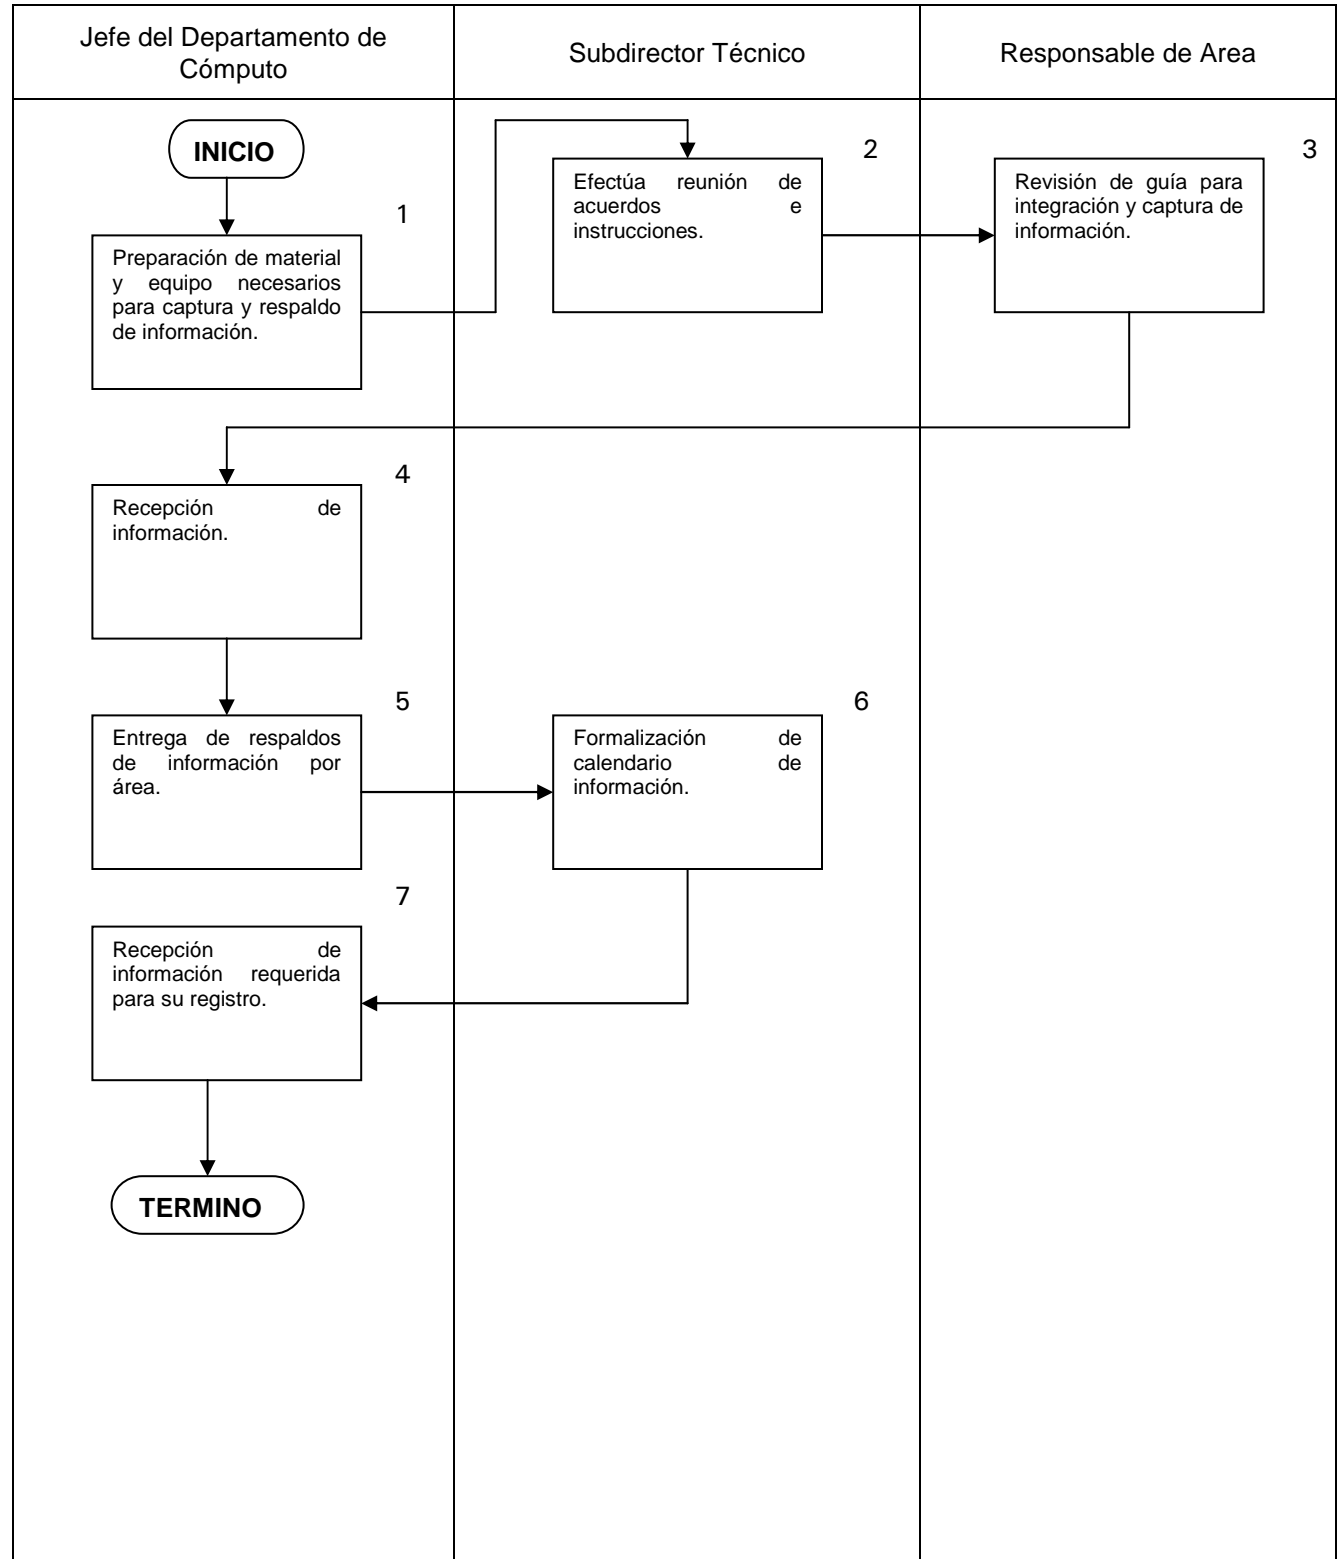 Jefe del Departamento de
Cómputo
Subdirector Técnico
Responsable de Area
INICIO
1
Preparación de material
y equipo necesarios
para captura y respaldo
de información.
2
Efectúa reunión de
acuerdos e
instrucciones.
3
Revisión de guía para
integración y captura de
información.
4
Recepción de
información.
5
Entrega de respaldos
de información por
área.
6
Formalización de
calendario de
información.
7
Recepción de
información requerida
para su registro.
TERMINO